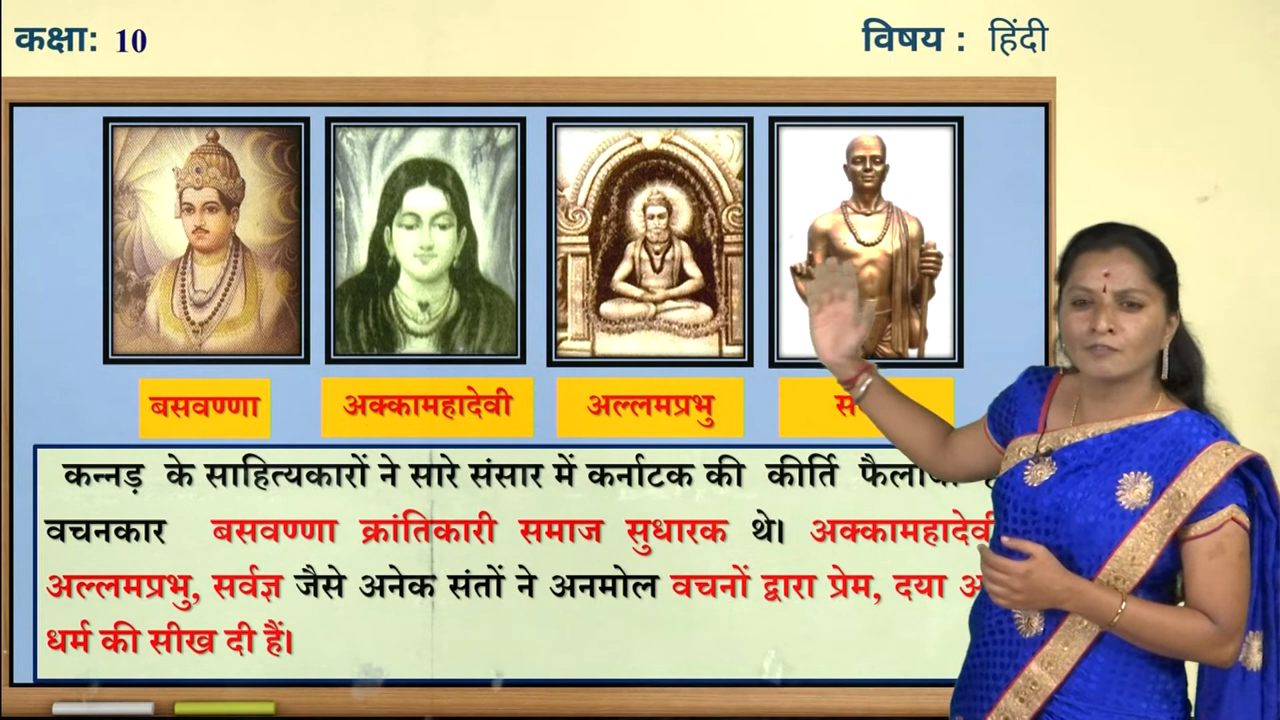 कक्षा: 10
विषय : हिंदी
बसवण्णा
अक्कामहादेवी
अल्लमप्रभु
कन्नड़ के साहित्यकारों ने सारे संसार में कर्नाटक की कीर्ति
वचनकार बसवण्णा क्रांतिकारी समाज सुधारक थे। अक्कामहादेवी
अल्लमप्रभु, सर्वज्ञ जैसे अनेक संतों ने अनमोल वचनों द्वारा प्रेम, दया
धर्म की सीख दी हैं।